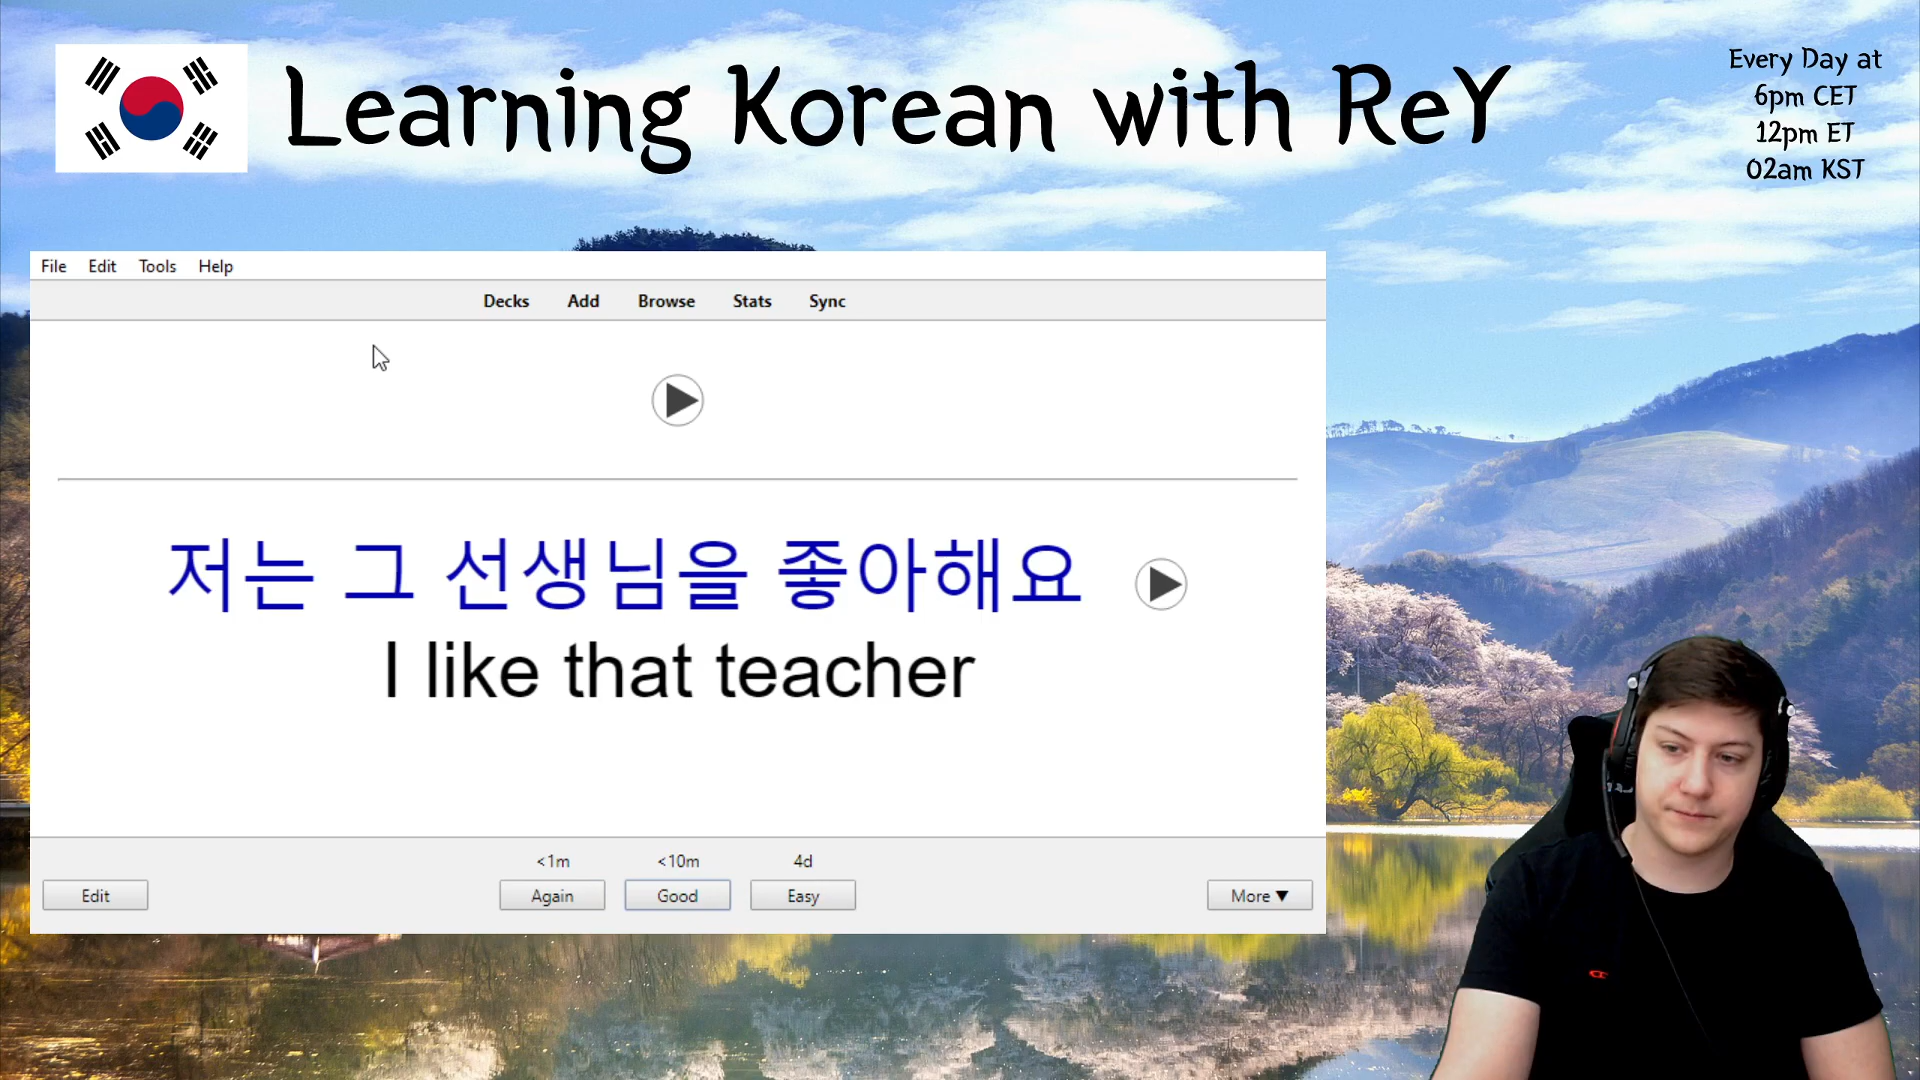 Learning Korean with ReY
Every Day at
6pm CET
12pm ET
02am KST
File Edit Tools Help
Decks Add Browse Stats Sync
저는 그 선생님을 좋아해요
I like that teacher
<1m <10m 4d
Edit Again Good Easy More ▼